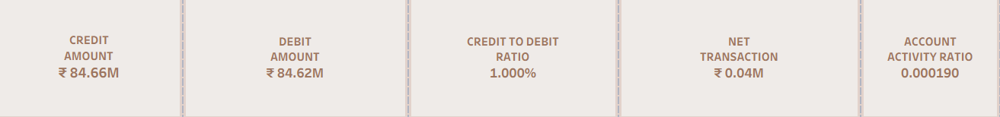 CREDIT
AMOUNT
₹ 84.66M
DEBIT
AMOUNT
₹ 84.62M
CREDIT TO DEBIT
RATIO
1.000%
NET
TRANSACTION
₹ 0.04M
ACCOUNT
ACTIVITY RATIO
0.000190